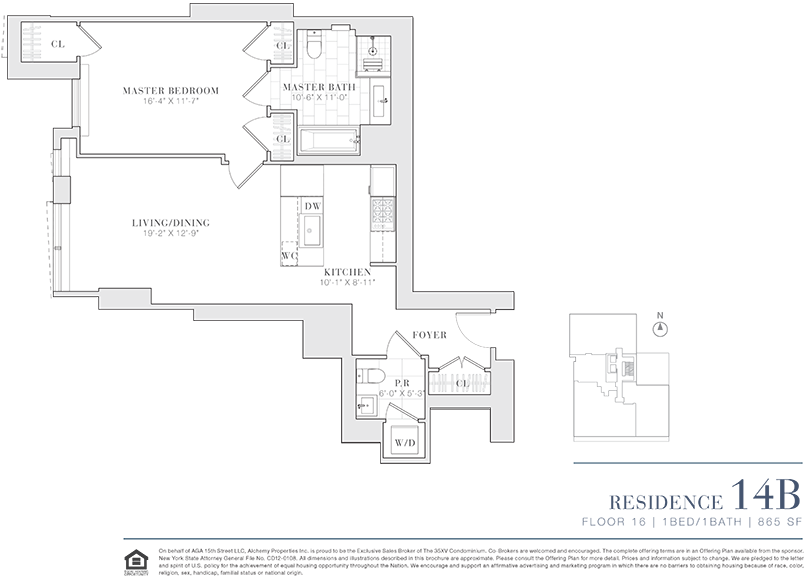 CL
CL
MASTER BEDROOM
16'-4" X 11'-7"
MASTER BATH
10'-6" X 11'-0"
CL
LIVING/DINING
19'-2" X 12'-9"
DW
WC
KITCHEN
10'-1" X 8'-11"
FOYER
P.R
6'-0" X 5'-3"
CL
W/D
N
RESIDENCE 14B
FLOOR 16 | 1BED/1BATH | 865 SF
On behalf of AGA 15th Street LLC, Alchemy Properties Inc. is proud to be the Exclusive Sales Broker of The 35XV Condominium. Co-Brokers are welcomed and encouraged. The complete offering terms are in an Offering Plan available from the sponsor.
New York State Attorney General File No. CD12-0108. All dimensions and illustrations described in this brochure are approximate. Please consult the Offering Plan for more detail. Prices and information subject to change. We are pledged to the letter
and spirit of U.S. policy for the achievement of equal housing opportunity throughout the Nation. We encourage and support an affirmative advertising and marketing program in which there are no barriers to obtaining housing because of race, color,
religion, sex, handicap, familial status or national origin.
EQUAL HOUSING
OPPORTUNITY